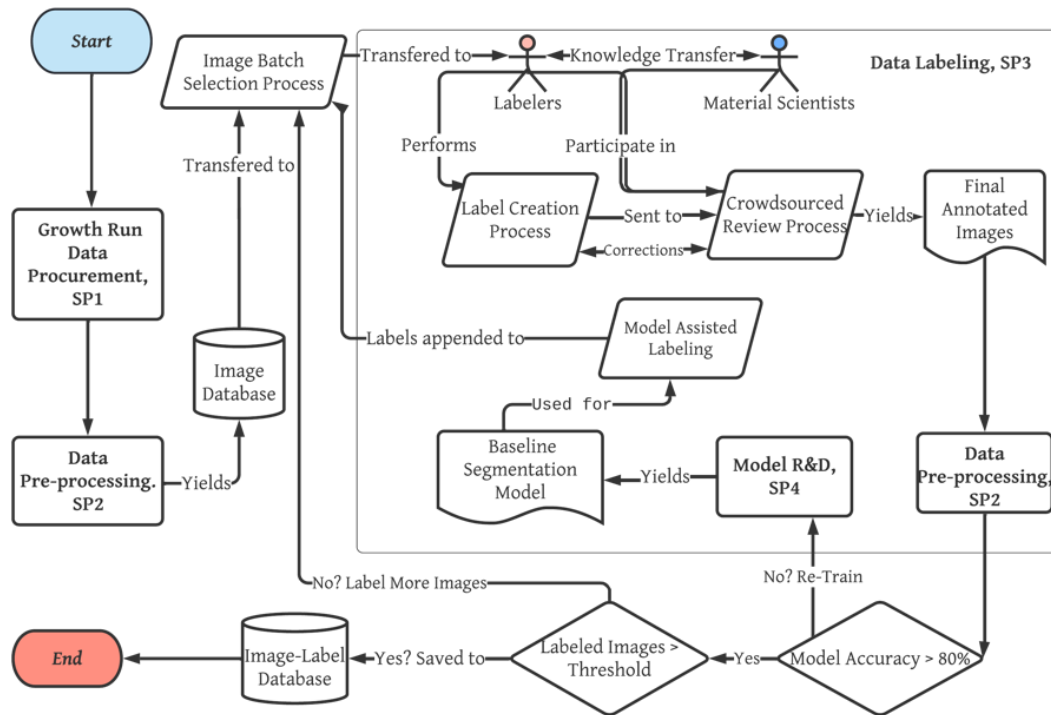 Start
Image Batch
Selection Process
Transfered to
Knowledge Transfer
Labelers
Material Scientists
Data Labeling, SP3
Transfered to
Performs
Participate in
Growth Run
Data
Procurement,
SP1
Label Creation
Process
Sent to
Corrections
Crowdsourced
Review Process
Yields
Final
Annotated
Images
Labels appended to
Model Assisted
Labeling
Image
Database
Used for
Data
Pre-processing.
SP2
Yields
Baseline
Segmentation
Model
Yields
Model R&D,
SP4
Data
Pre-processing,
SP2
No? Label More Images
No? Re-Train
End
Image-Label
Database
Yes? Saved to
Labeled Images >
Threshold
Yes
Model Accuracy > 80%